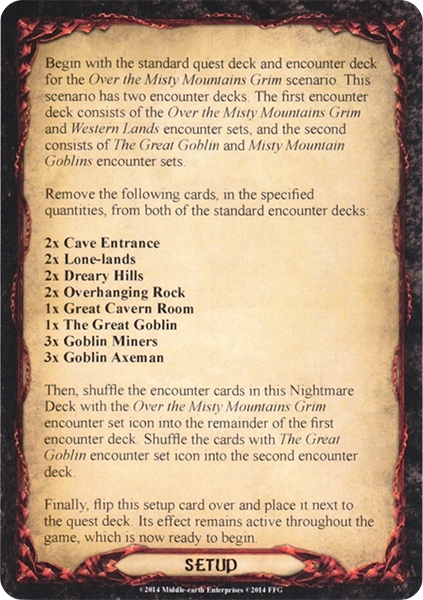 Begin with the standard quest deck and encounter deck
for the Over the Misty Mountains Grim scenario. This
scenario has two encounter decks. The first encounter
deck consists of the Over the Misty Mountains Grim
and Western Lands encounter sets, and the second
consists of The Great Goblin and Misty Mountain
Goblins encounter sets.
Remove the following cards, in the specified
quantities, from both of the standard encounter decks:
2x Cave Entrance
2x Lone-lands
2x Dreary Hills
2x Overhanging Rock
1x Great Cavern Room
1x The Great Goblin
3x Goblin Miners
3x Goblin Axeman
Then, shuffle the encounter cards in this Nightmare
Deck with the Over the Misty Mountains Grim
encounter set icon into the remainder of the first
encounter deck. Shuffle the cards with The Great
Goblin encounter set icon into the second encounter
deck.
Finally, flip this setup card over and place it next to
the quest deck. Its effect remains active throughout the
game, which is now ready to begin.
SETUP
©2014 Middle-earth Enterprises ©2014 FFG